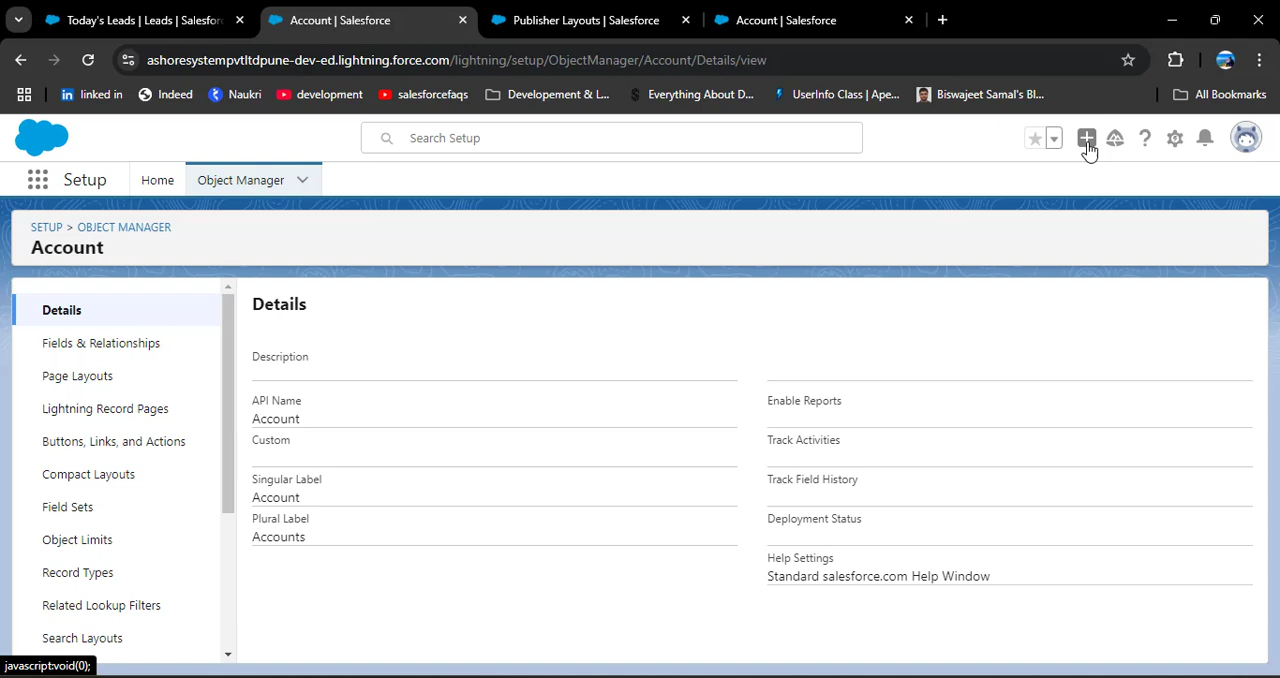 Today's Leads | Leads | Salesfor
Account | Salesforce
Publisher Layouts | Salesforce
Account | Salesforce
ashoresystempvtltdpune-dev-ed.lightning.force.com/lightning/setup/ObjectManager/Account/Details/view
linked in
Indeed
Naukri
development
salesforcefaqs
Developement & L...
Everything About D...
UserInfo Class | Ape...
Biswajeet Samal's Bl...
All Bookmarks
Search Setup
Setup
Home
Object Manager
SETUP > OBJECT MANAGER
Account
Details
Fields & Relationships
Page Layouts
Lightning Record Pages
Buttons, Links, and Actions
Compact Layouts
Field Sets
Object Limits
Record Types
Related Lookup Filters
Search Layouts
Details
Description
API Name
Account
Custom
Singular Label
Account
Plural Label
Accounts
Enable Reports
Track Activities
Track Field History
Deployment Status
Help Settings
Standard salesforce.com Help Window
javascript:void(0);